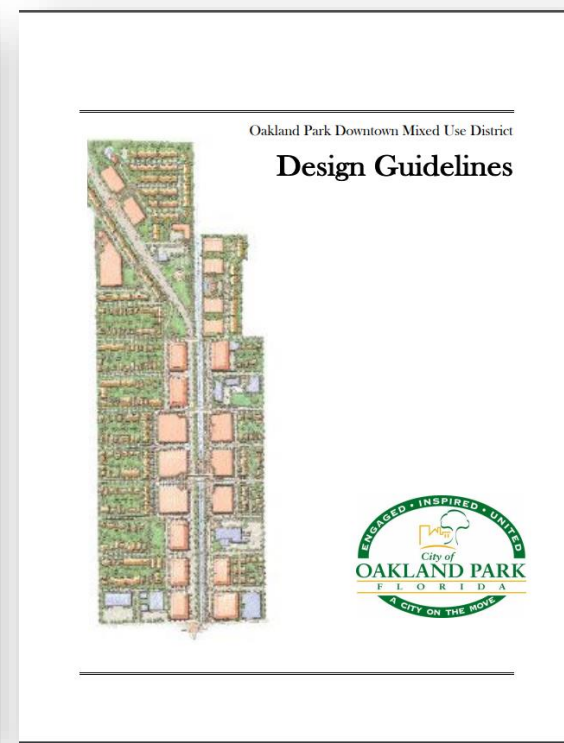 Oakland Park Downtown Mixed Use District
Design Guidelines
ENGAGED • INSPIRED • UNITED
City of
OAKLAND PARK
FLORIDA
A CITY ON THE MOVE